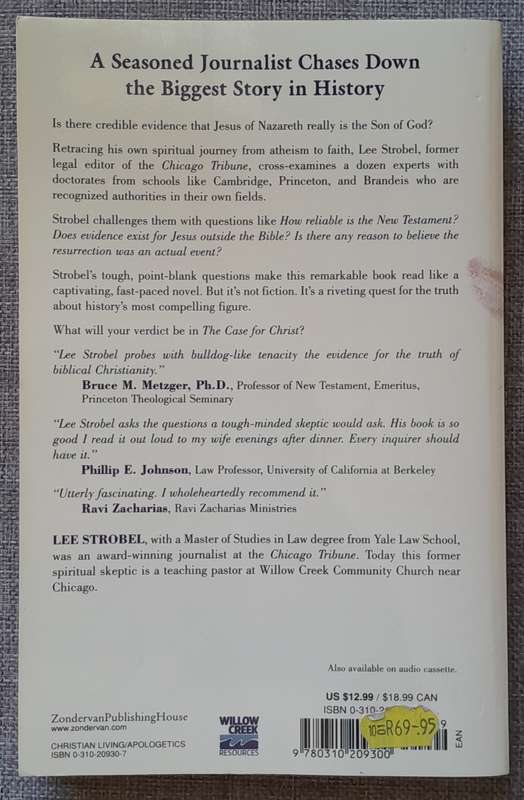 A Seasoned Journalist Chases Down
the Biggest Story in History
Is there credible evidence that Jesus of Nazareth really is the Son of God?
Retracing his own spiritual journey from atheism to faith, Lee Strobel, former
legal editor of the Chicago Tribune, cross-examines a dozen experts with
doctorates from schools like Cambridge, Princeton, and Brandeis who are
recognized authorities in their own fields.
Strobel challenges them with questions like How reliable is the New Testament?
Does evidence exist for Jesus outside the Bible? Is there any reason to believe the
resurrection was an actual event?
Strobel's tough, point-blank questions make this remarkable book read like a
captivating, fast-paced novel. But it's not fiction. It's a riveting quest for the truth
about history's most compelling figure.
What will your verdict be in The Case for Christ?
"Lee Strobel probes with bulldog-like tenacity the evidence for the truth of
biblical Christianity."
Bruce M. Metzger, Ph.D., Professor of New Testament, Emeritus,
Princeton Theological Seminary
"Lee Strobel asks the questions a tough-minded skeptic would ask. His book is so
good I read it out loud to my wife evenings after dinner. Every inquirer should
have it."
Phillip E. Johnson, Law Professor, University of California at Berkeley
"Utterly fascinating. I wholeheartedly recommend it."
Ravi Zacharias, Ravi Zacharias Ministries
LEE STROBEL, with a Master of Studies in Law degree from Yale Law School,
was an award-winning journalist at the Chicago Tribune. Today this former
spiritual skeptic is a teaching pastor at Willow Creek Community Church near
Chicago.
Also available on audio cassette.
US $12.99 / $18.99 CAN
ISBN 0-310-2
R69-.95
9
EAN
9 780310 209300
ZondervanPublishingHouse
www.zondervan.com
WILLOW
CREEK
RESOURCES
CHRISTIAN LIVING/APOLOGETICS
ISBN 0-310-20930-7